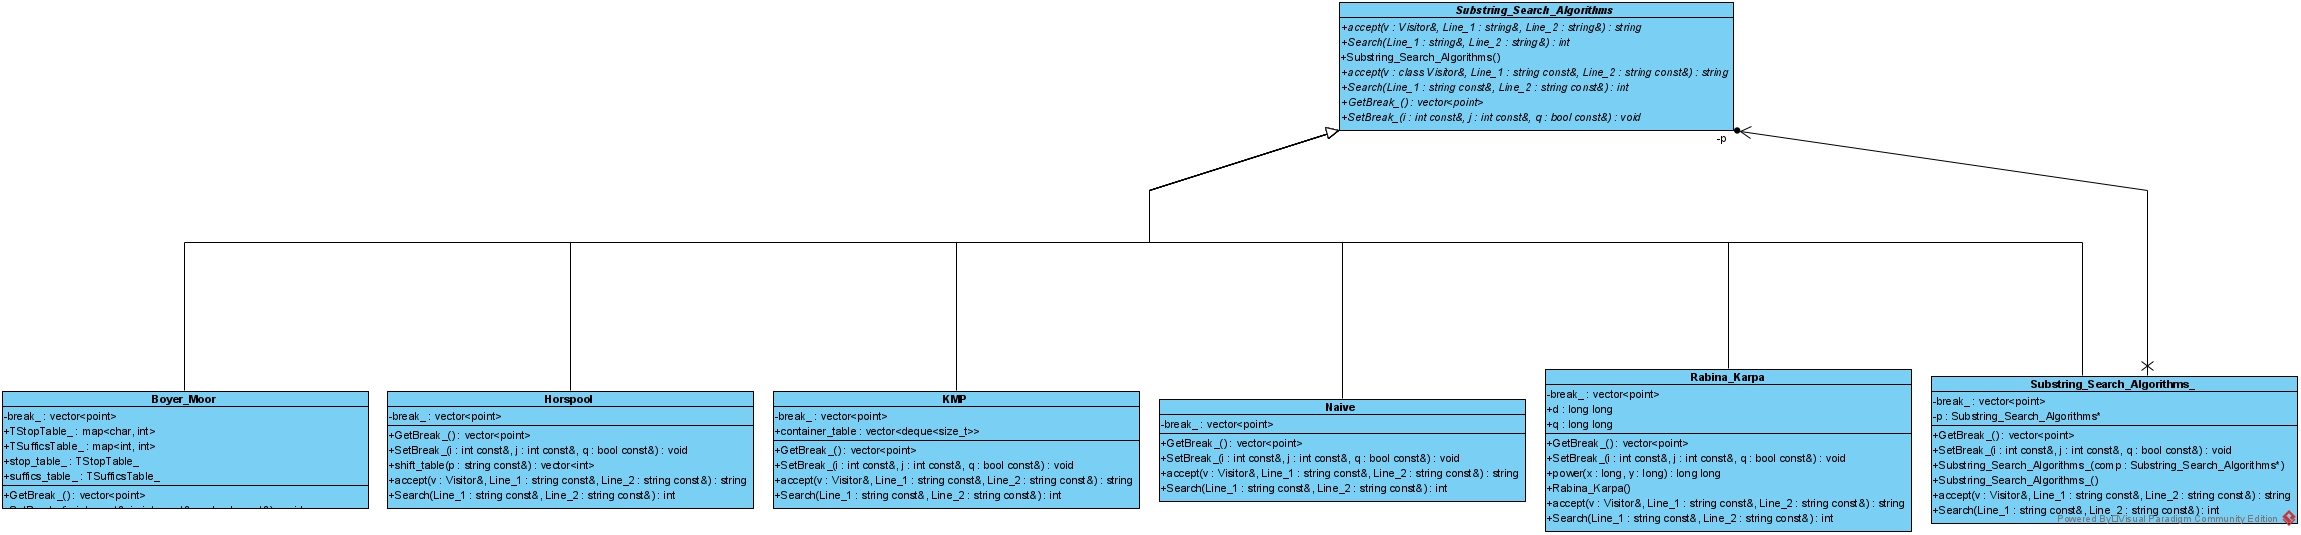 Substring_Search_Algorithms
+accept(v : Visitor&, Line_1 : string&, Line_2 : string&) : string
+Search(Line_1 : string&, Line_2 : string&) : int
+Substring_Search_Algorithms()
+accept(v : class Visitor&, Line_1 : string const&, Line_2 : string const&) : string
+Search(Line_1 : string const&, Line_2 : string const&) : int
+GetBreak_() : vector<point>
+SetBreak_(i : int const&, j : int const&, q : bool const&) : void
-p
Boyer_Moor
-break_ : vector<point>
+TStopTable_ : map<char, int>
+TSufficsTable_ : map<int, int>
+stop_table_ : TStopTable_
+suffics_table_ : TSufficsTable_
+GetBreak_() : vector<point>
Horspool
-break_ : vector<point>
+GetBreak_() : vector<point>
+SetBreak_(i : int const&, j : int const&, q : bool const&) : void
+shift_table(p : string const&) : vector<int>
+accept(v : Visitor&, Line_1 : string const&, Line_2 : string const&) : string
+Search(Line_1 : string const&, Line_2 : string const&) : int
KMP
-break_ : vector<point>
+container_table : vector<deque<size_t>>
+GetBreak_() : vector<point>
+SetBreak_(i : int const&, j : int const&, q : bool const&) : void
+accept(v : Visitor&, Line_1 : string const&, Line_2 : string const&) : string
+Search(Line_1 : string const&, Line_2 : string const&) : int
Naive
-break_ : vector<point>
+GetBreak_() : vector<point>
+SetBreak_(i : int const&, j : int const&, q : bool const&) : void
+accept(v : Visitor&, Line_1 : string const&, Line_2 : string const&) : string
+Search(Line_1 : string const&, Line_2 : string const&) : int
Rabina_Karpa
-break_ : vector<point>
+d : long long
+q : long long
+GetBreak_() : vector<point>
+SetBreak_(i : int const&, j : int const&, q : bool const&) : void
+power(x : long, y : long) : long long
+Rabina_Karpa()
+accept(v : Visitor&, Line_1 : string const&, Line_2 : string const&) : string
+Search(Line_1 : string const&, Line_2 : string const&) : int
Substring_Search_Algorithms_
-break_ : vector<point>
-p : Substring_Search_Algorithms*
+GetBreak_() : vector<point>
+SetBreak_(i : int const&, j : int const&, q : bool const&) : void
+Substring_Search_Algorithms_(comp : Substring_Search_Algorithms*)
+Substring_Search_Algorithms_()
+accept(v : Visitor&, Line_1 : string const&, Line_2 : string const&) : string
+Search(Line_1 : string const&, Line_2 : string const&) : int
Powered By Visual Paradigm Community Edition